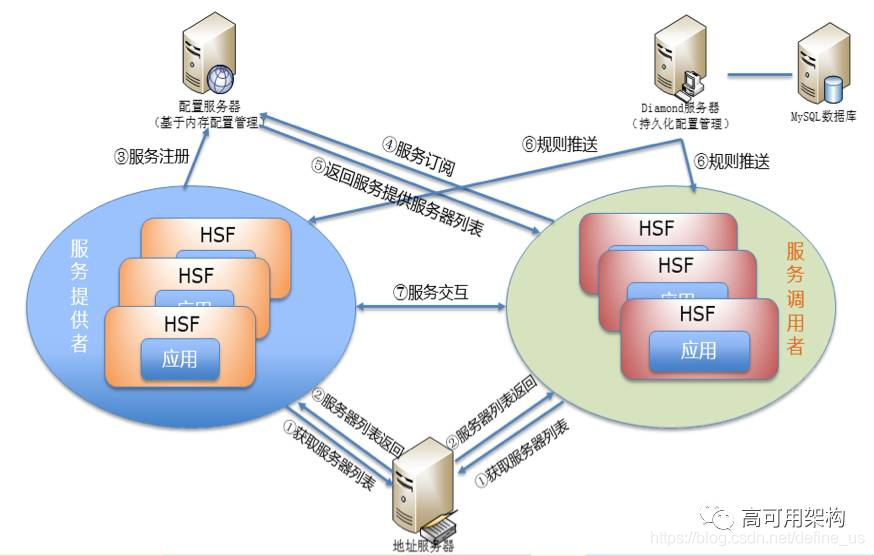 配置服务器
（基于内存配置管理）
Diamond服务器
（持久化配置管理）
MySQL数据库
③服务注册
④服务订阅
⑤返回服务提供服务器列表
⑥规则推送
⑥规则推送
服务提供者
HSF
HSF
应用
HSF
应用
⑦服务交互
HSF
HSF
应用
HSF
应用
服务调用者
②服务器列表返回
①获取服务器列表
②服务器列表返回
①获取服务器列表
地址服务器
高可用架构
https://blog.csdn.net/define_us